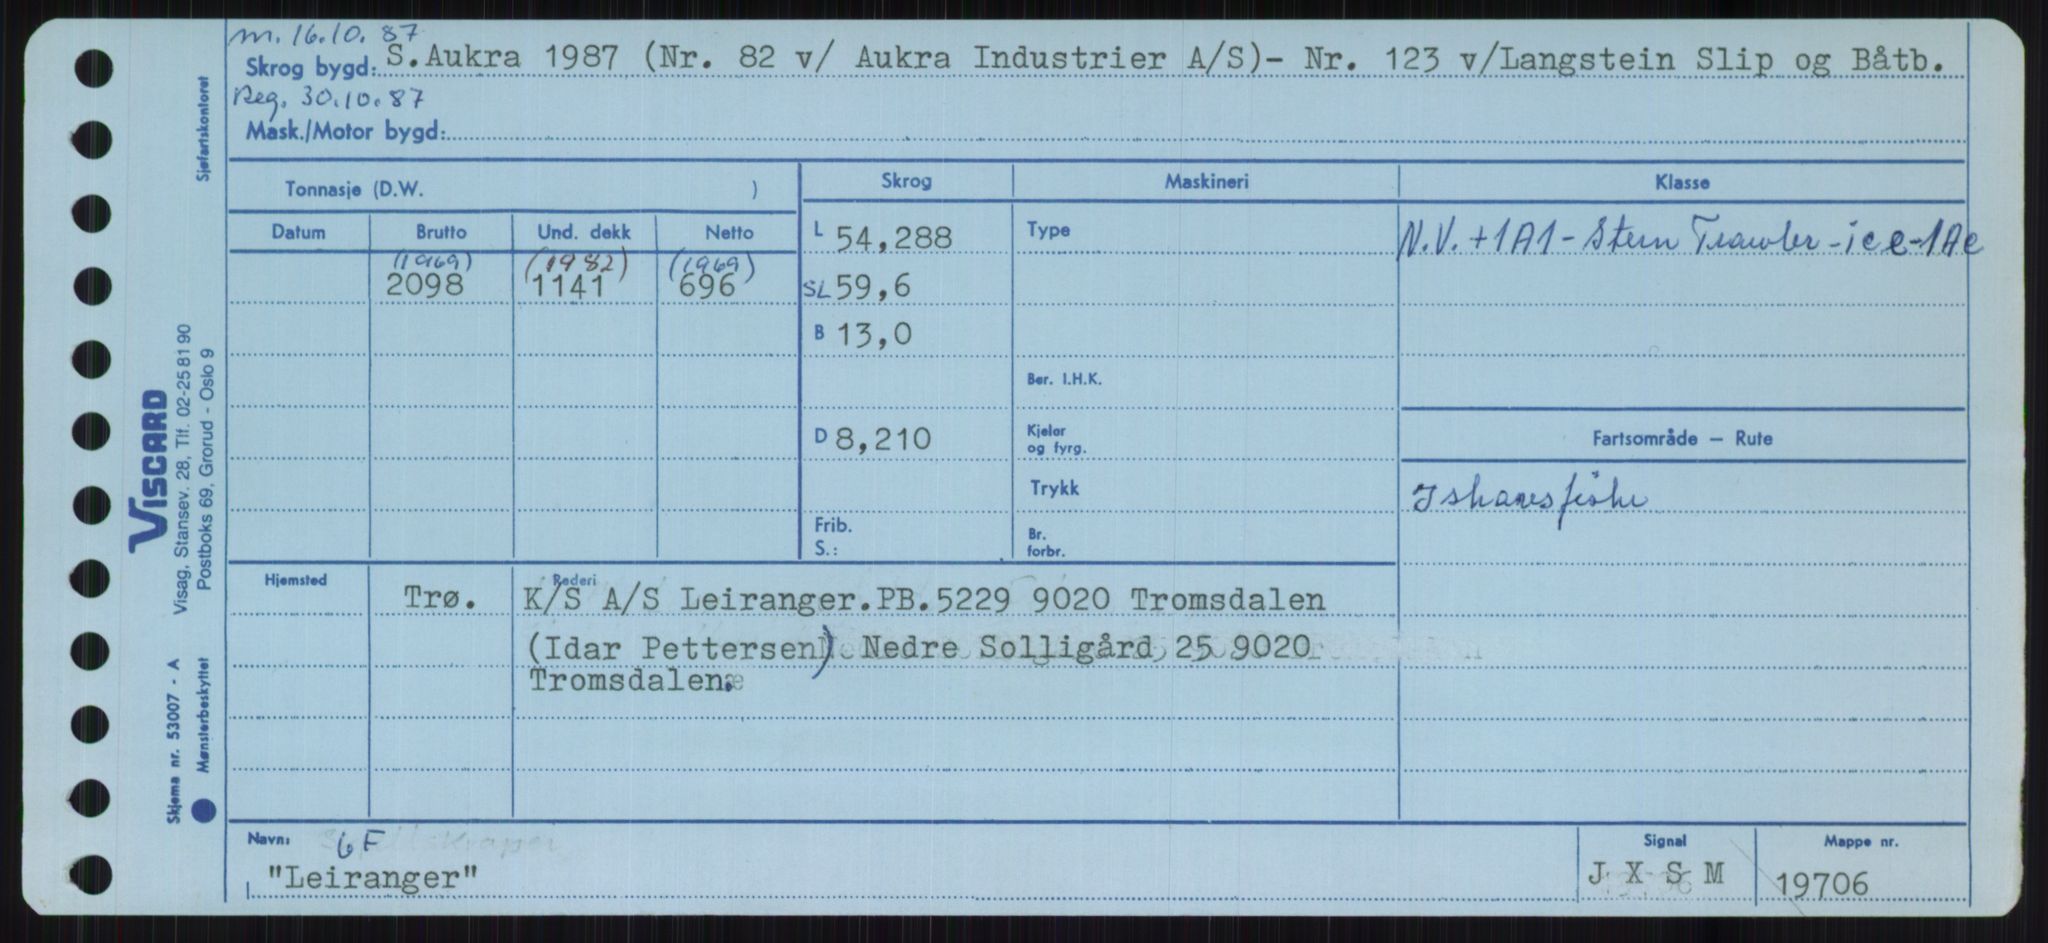 m. 16.10.87
Skrog bygd: S.Aukra 1987 (Nr. 82 v/ Aukra Industrier A/S)- Nr. 123 v/Langstein Slip og Båtb.
Reg. 30.10.87
Mask./Motor bygd:
Sjøfartskontoret
Tonnasje (D.W. )
Skrog
Maskineri
Klasse
Datum Brutto Und. dekk Netto
(1969) (1982) (1969)
2098 1141 696
L 54,288
SL 59,6
B 13,0
D 8,210
Frib.
S.:
Type
Ber. I.H.K.
Kjeler
og fyrg.
Trykk
Br.
forbr.
N.V. +1A1 - Stern Trawler - ice - 1A e
Fartsområde — Rute
Ishavsfiske
VISCARD
Visag, Stansev. 28, Tlf. 02-25 81 90
Postboks 69, Grorud - Oslo 9
Skjema nr. 53007 - A
Mønsterbeskyttet
Hjemsted
Trø.
Rederi
K/S A/S Leiranger.PB.5229 9020 Tromsdalen
(Idar Pettersen) Nedre Solligård 25 9020
Tromsdalen.
Navn: 6 F
"Leiranger"
Signal
J X S M
Mappe nr.
19706